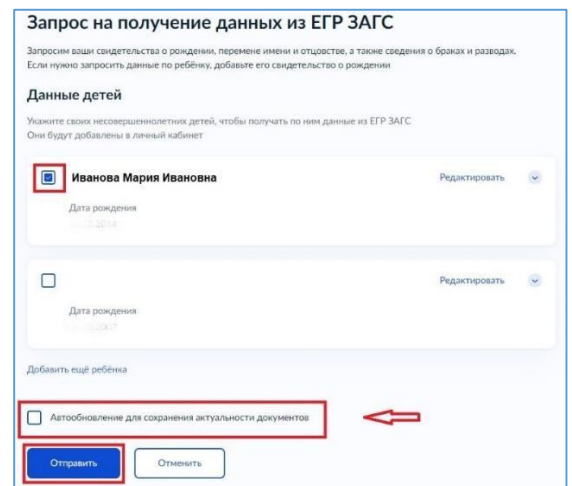 Запрос на получение данных из ЕГР ЗАГС
Запросим ваши свидетельства о рождении, перемене имени и отцовстве, а также сведения о браках и разводах.
Если нужно запросить данные по ребёнку, добавьте его свидетельство о рождении
Данные детей
Укажите своих несовершеннолетних детей, чтобы получать по ним данные из ЕГР ЗАГС
Они будут добавлены в личный кабинет
Иванова Мария Ивановна Редактировать
Дата рождения
Редактировать
Дата рождения
Добавить ещё ребёнка
Автообновление для сохранения актуальности документов
Отправить Отменить